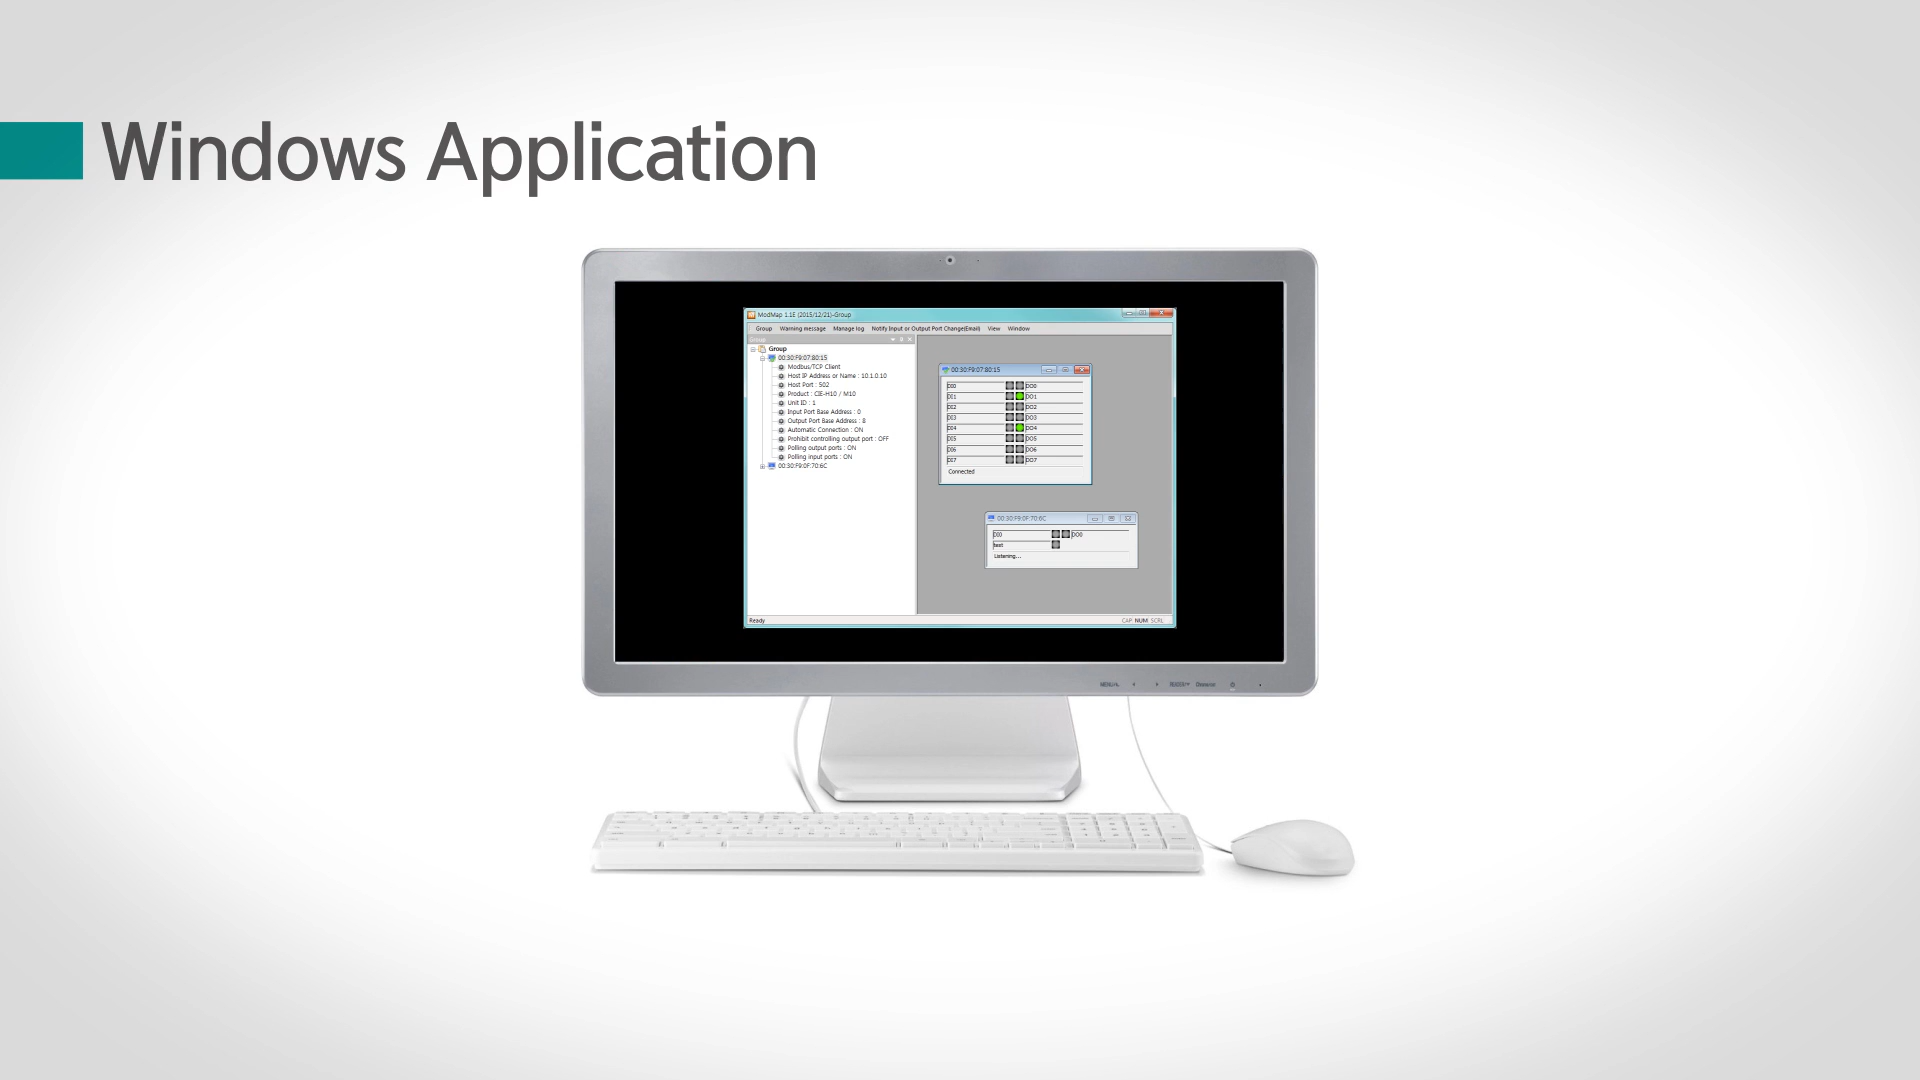 Windows Application
ModMap 1.1E (2015/12/21)-Group
Group Warning message Manage log Notify Input or Output Port Change(Email) View Window
Group
Group
00:30:F9:07:80:15
Modbus/TCP Client
Host IP Address or Name : 10.1.0.10
Host Port : 502
Product : CIE-H10 / M10
Unit ID : 1
Input Port Base Address : 0
Output Port Base Address : 8
Automatic Connection : ON
Prohibit controlling output port : OFF
Polling output ports : ON
Polling input ports : ON
00:30:F9:0F:70:6C
00:30:F9:07:80:15
DI0 DO0
DI1 DO1
DI2 DO2
DI3 DO3
DI4 DO4
DI5 DO5
DI6 DO6
DI7 DO7
Connected
00:30:F9:0F:70:6C
DI0 DO0
test
Listening...
Ready CAP NUM SCRL